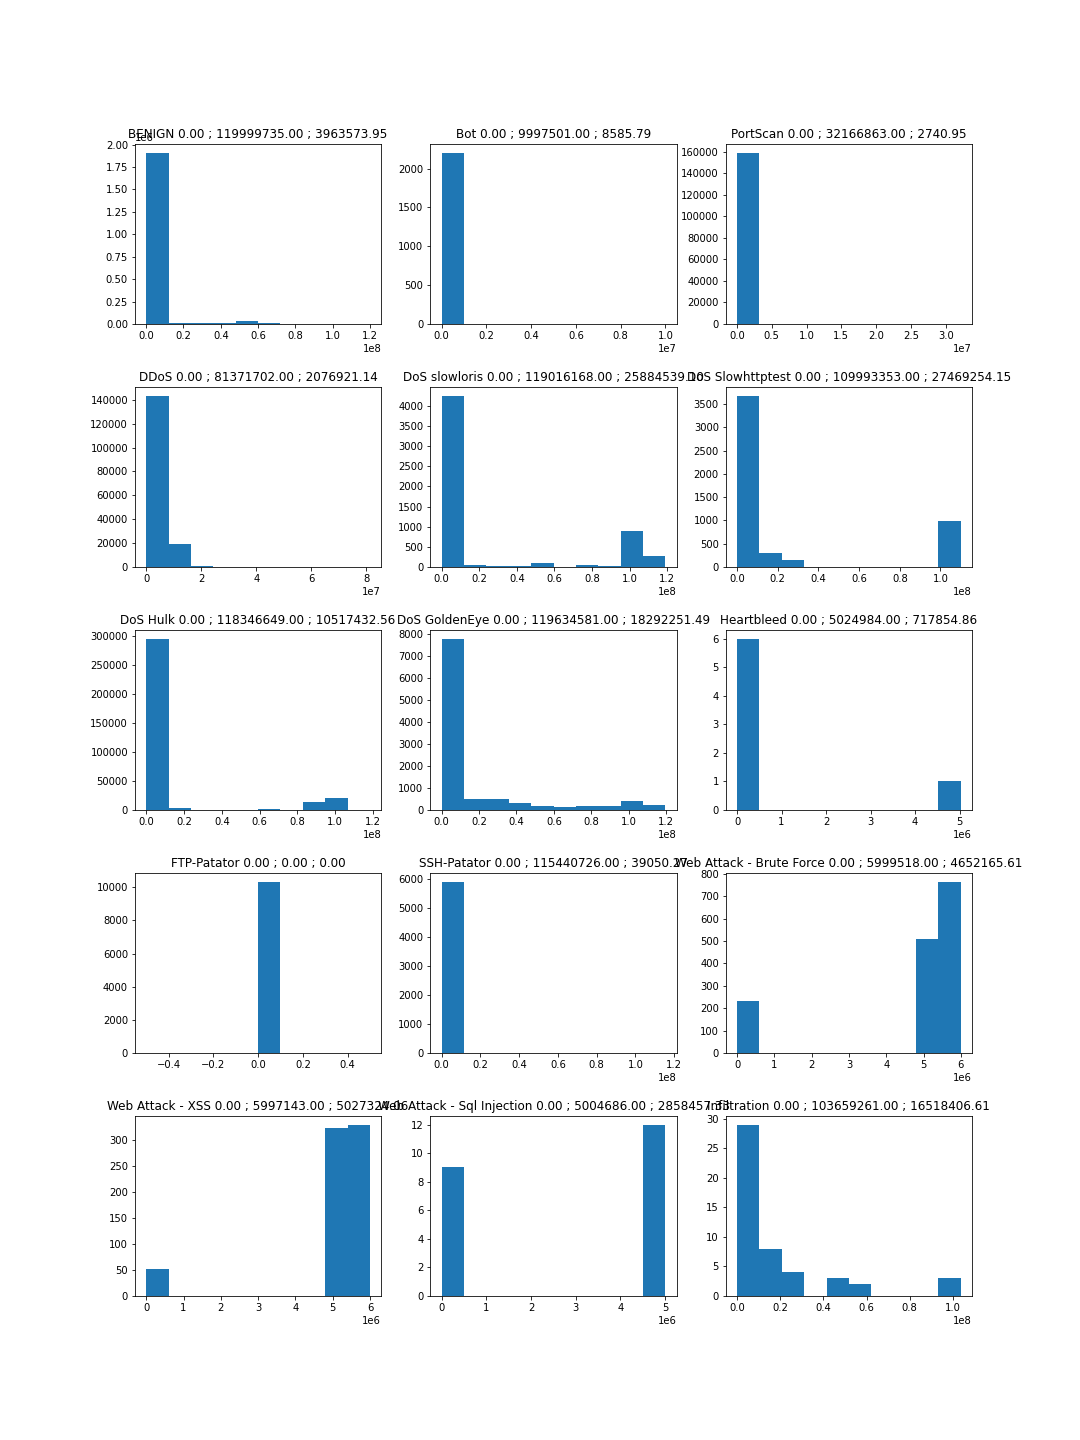 BENIGN 0.00 ; 119999735.00 ; 3963573.95
Bot 0.00 ; 9997501.00 ; 8585.79
PortScan 0.00 ; 32166863.00 ; 2740.95
2.00
1.75
1.50
1.25
1.00
0.75
0.50
0.25
0.00
0.0 0.2 0.4 0.6 0.8 1.0 1.2
1e8
2000
1500
1000
500
0
0.0 0.2 0.4 0.6 0.8 1.0
1e7
160000
140000
120000
100000
80000
60000
40000
20000
0
0.0 0.5 1.0 1.5 2.0 2.5 3.0
1e7
DDoS 0.00 ; 81371702.00 ; 2076921.14
DoS slowloris 0.00 ; 119016168.00 ; 25884539.10
DoS Slowhttptest 0.00 ; 109993353.00 ; 27469254.15
140000
120000
100000
80000
60000
40000
20000
0
0 2 4 6 8
1e7
4000
3500
3000
2500
2000
1500
1000
500
0
0.0 0.2 0.4 0.6 0.8 1.0 1.2
1e8
3500
3000
2500
2000
1500
1000
500
0
0.0 0.2 0.4 0.6 0.8 1.0
1e8
DoS Hulk 0.00 ; 118346649.00 ; 10517432.56
DoS GoldenEye 0.00 ; 119634581.00 ; 18292251.49
Heartbleed 0.00 ; 5024984.00 ; 717854.86
300000
250000
200000
150000
100000
50000
0
0.0 0.2 0.4 0.6 0.8 1.0 1.2
1e8
8000
7000
6000
5000
4000
3000
2000
1000
0
0.0 0.2 0.4 0.6 0.8 1.0 1.2
1e8
6
5
4
3
2
1
0
0 1 2 3 4 5
1e6
FTP-Patator 0.00 ; 0.00 ; 0.00
SSH-Patator 0.00 ; 115440726.00 ; 39050.27
Web Attack - Brute Force 0.00 ; 5999518.00 ; 4652165.61
10000
8000
6000
4000
2000
0
−0.4 −0.2 0.0 0.2 0.4
6000
5000
4000
3000
2000
1000
0
0.0 0.2 0.4 0.6 0.8 1.0 1.2
1e8
800
700
600
500
400
300
200
100
0
0 1 2 3 4 5 6
1e6
Web Attack - XSS 0.00 ; 5997143.00 ; 5027324.06
Web Attack - Sql Injection 0.00 ; 5004686.00 ; 2858457.33
Infiltration 0.00 ; 103659261.00 ; 16518406.61
300
250
200
150
100
50
0
0 1 2 3 4 5 6
1e6
12
10
8
6
4
2
0
0 1 2 3 4 5
1e6
30
25
20
15
10
5
0
0.0 0.2 0.4 0.6 0.8 1.0
1e8